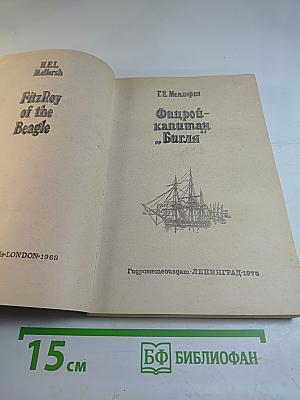 H.E.L.
Mellersh
FitzRoy
of the
Beagle
LONDON·1968
Г.Е. Меллерш
Фицрой-
капитан
„Бигля“
Гидрометеоиздат·ЛЕНИНГРАД·1975
15 см
БФ БИБЛИОФАН